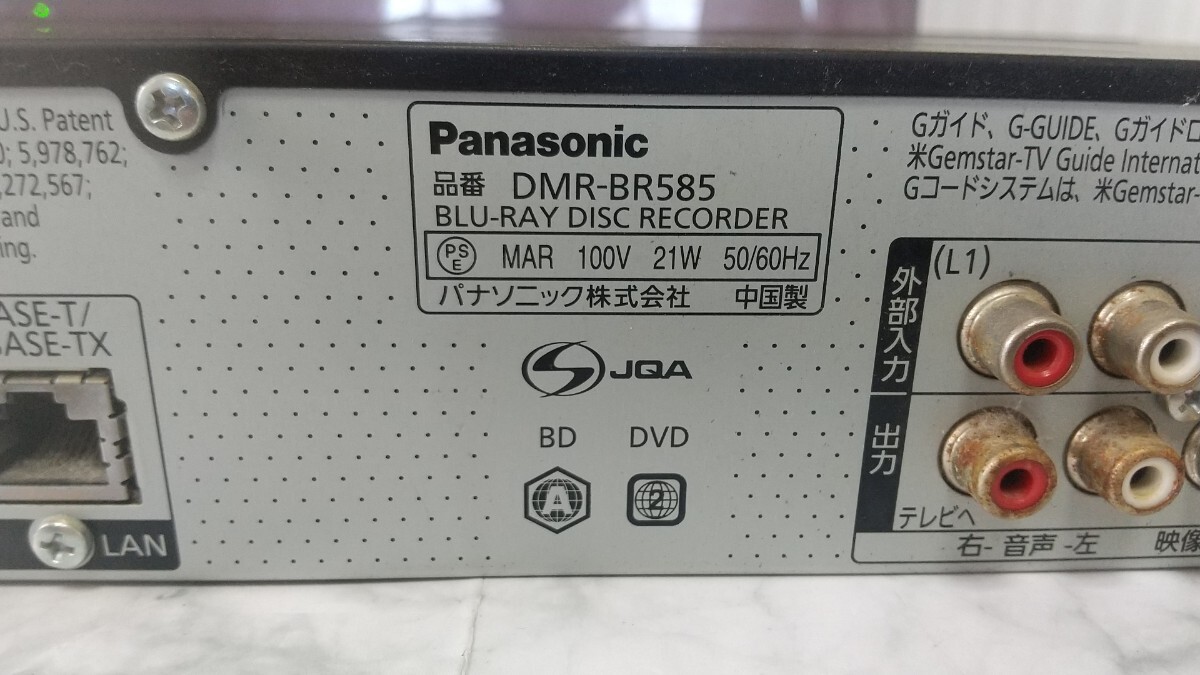 U.S. Patent
0; 5,978,762;
,272,567;
and
ing.
ASE-T/
BASE-TX
LAN
Panasonic
品番 DMR-BR585
BLU-RAY DISC RECORDER
PSE MAR 100V 21W 50/60Hz
パナソニック株式会社 中国製
JQA
BD DVD
A 2
Gガイド、G-GUIDE、Gガイドロ
米Gemstar-TV Guide Internat
Gコードシステムは、米Gemstar-
(L1)
外部入力
出力
テレビへ
右- 音声 -左 映像